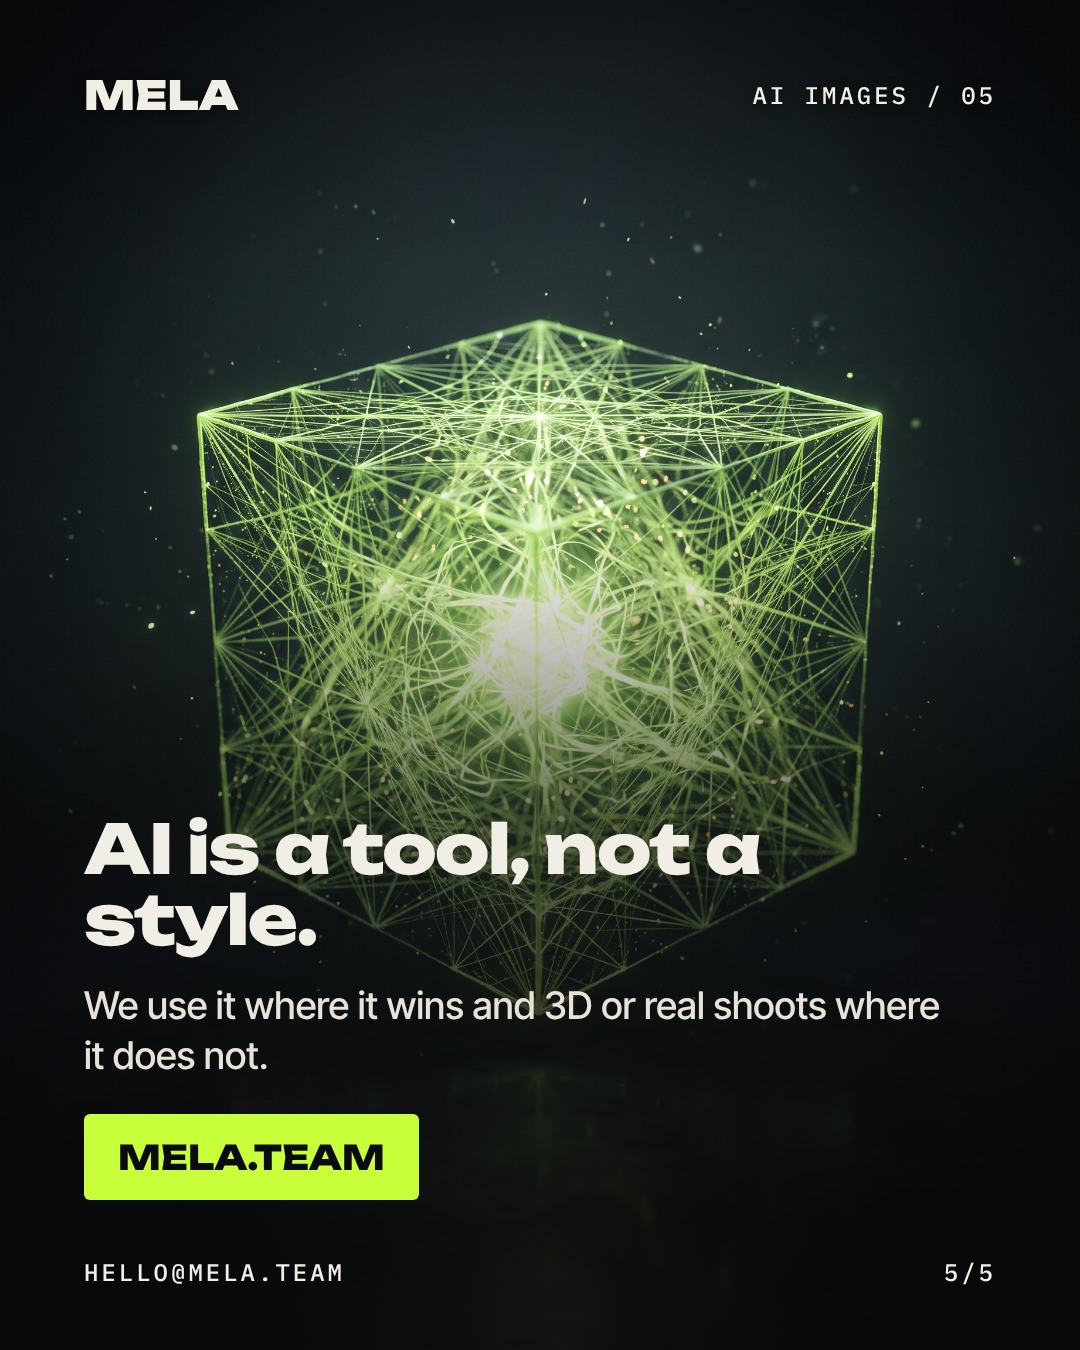 MELA
AI IMAGES / 05
AI is a tool, not a
style.
We use it where it wins and 3D or real shoots where
it does not.
MELA.TEAM
HELLO@MELA.TEAM
5/5